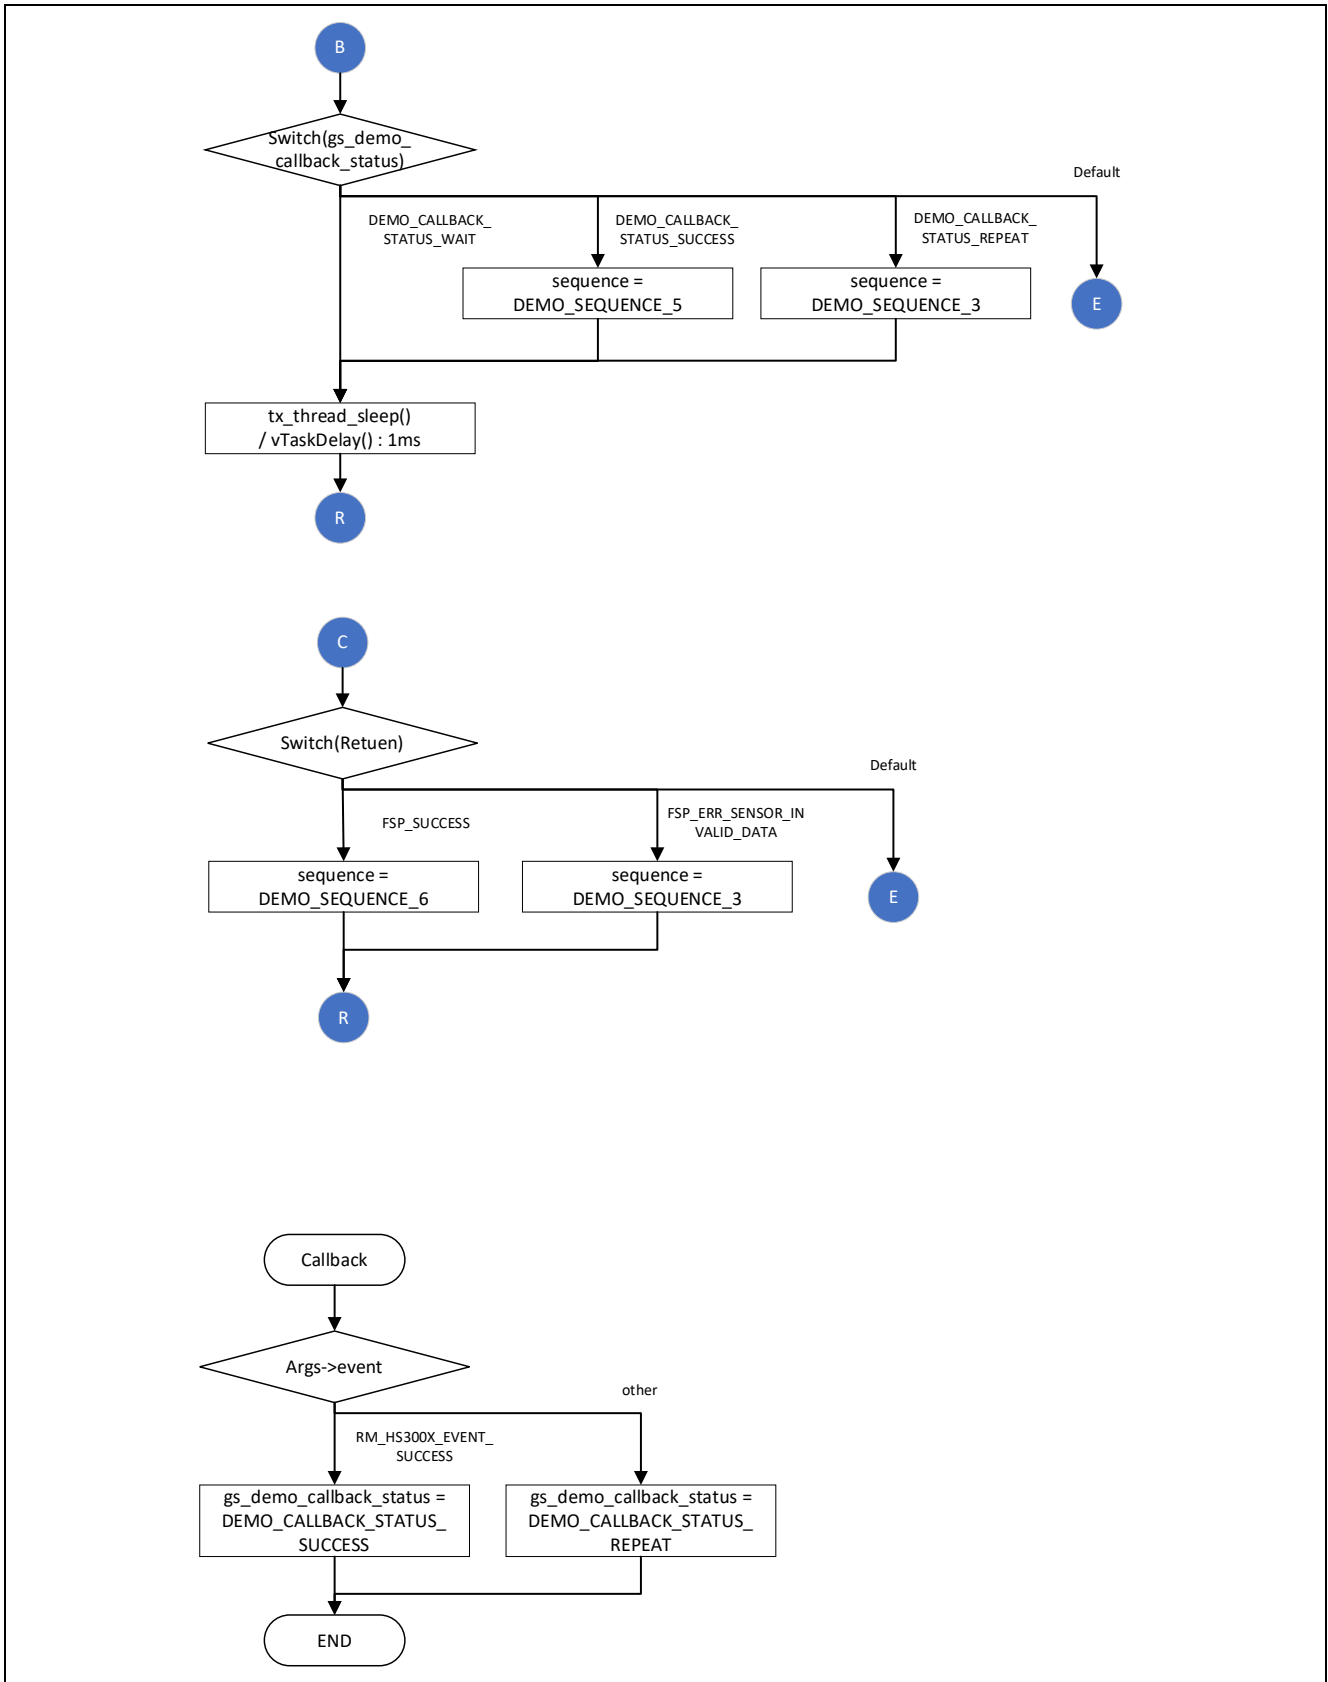 B
Switch(gs_demo_
callback_status)
Default
DEMO_CALLBACK_
STATUS_WAIT
DEMO_CALLBACK_
STATUS_SUCCESS
DEMO_CALLBACK_
STATUS_REPEAT
sequence =
DEMO_SEQUENCE_5
sequence =
DEMO_SEQUENCE_3
E
tx_thread_sleep()
/ vTaskDelay() : 1ms
R
C
Switch(Retuen)
Default
FSP_SUCCESS
FSP_ERR_SENSOR_IN
VALID_DATA
sequence =
DEMO_SEQUENCE_6
sequence =
DEMO_SEQUENCE_3
E
R
Callback
Args->event
other
RM_HS300X_EVENT_
SUCCESS
gs_demo_callback_status =
DEMO_CALLBACK_STATUS_
SUCCESS
gs_demo_callback_status =
DEMO_CALLBACK_STATUS_
REPEAT
END